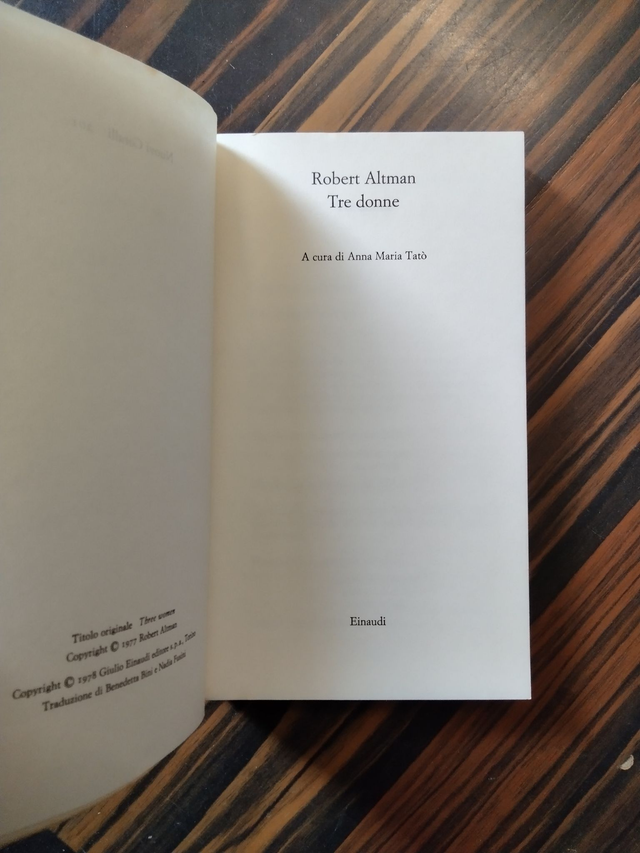 Titolo originale Three women
Copyright © 1977 Robert Altman
Copyright © 1978 Giulio Einaudi editore s.p.a., Torino
Traduzione di Benedetta Bini e Nadia Fusini
Robert Altman
Tre donne
A cura di Anna Maria Tatò
Einaudi